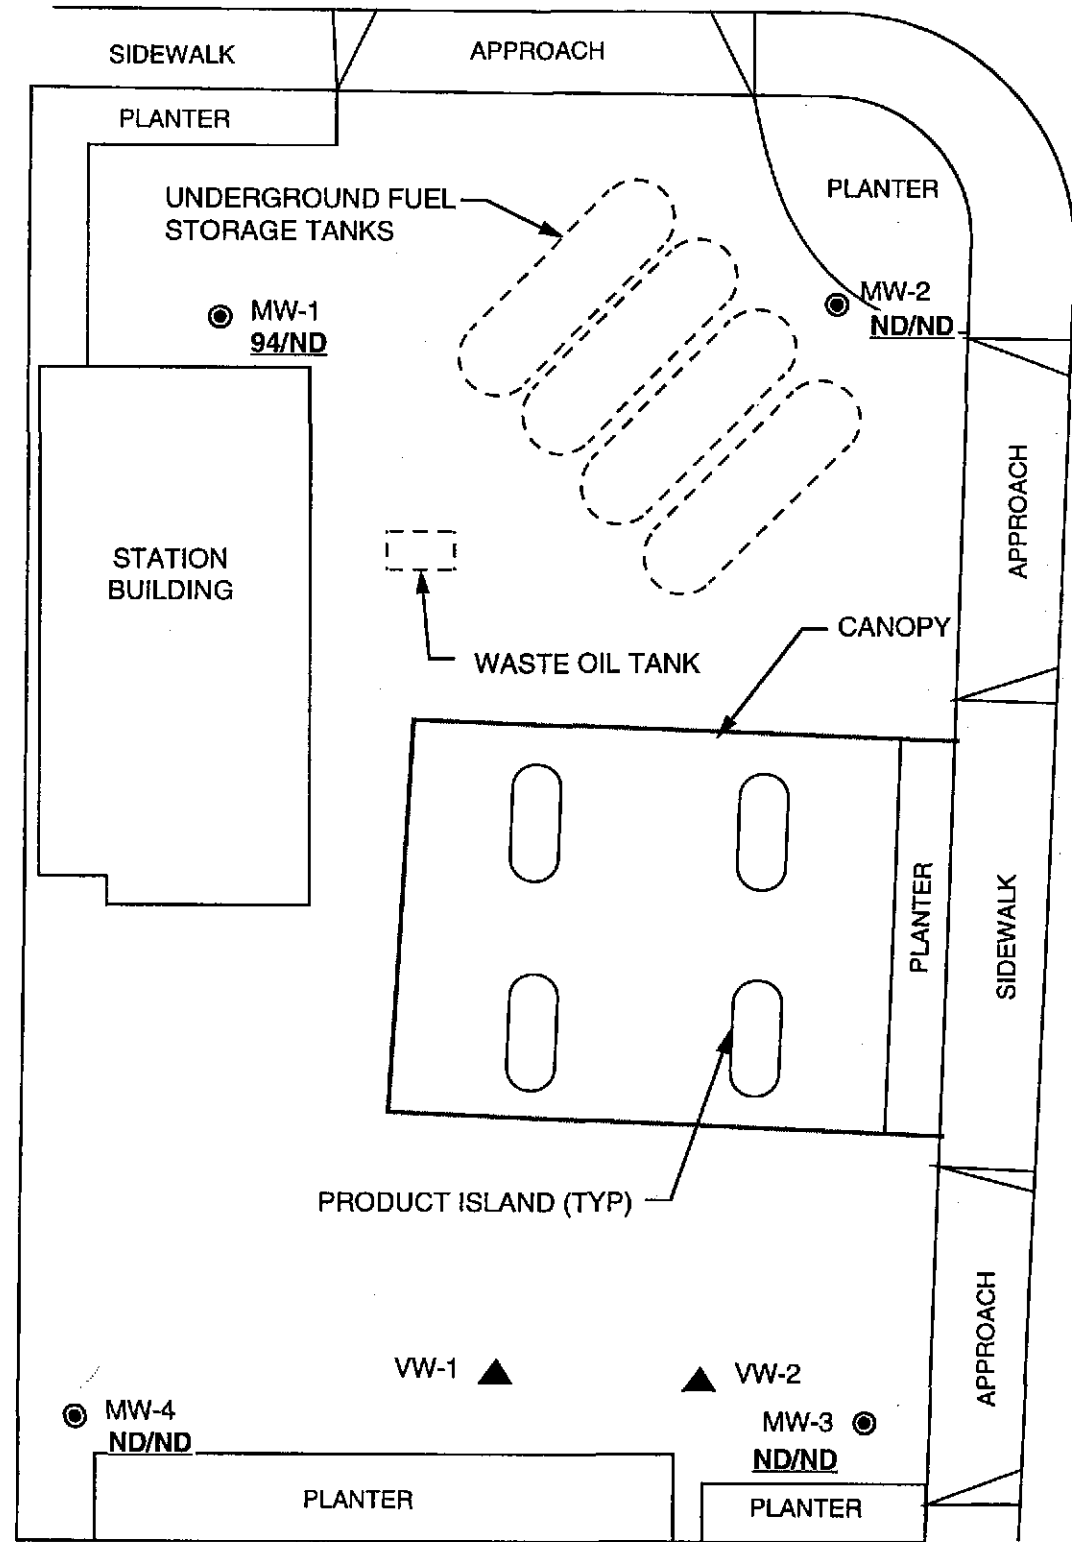 SIDEWALK
APPROACH
PLANTER
UNDERGROUND FUEL
STORAGE TANKS
PLANTER
MW-1
94/ND
MW-2
ND/ND
APPROACH
STATION
BUILDING
CANOPY
WASTE OIL TANK
PLANTER
SIDEWALK
PRODUCT ISLAND (TYP)
APPROACH
VW-1
VW-2
MW-4
ND/ND
MW-3
ND/ND
PLANTER
PLANTER